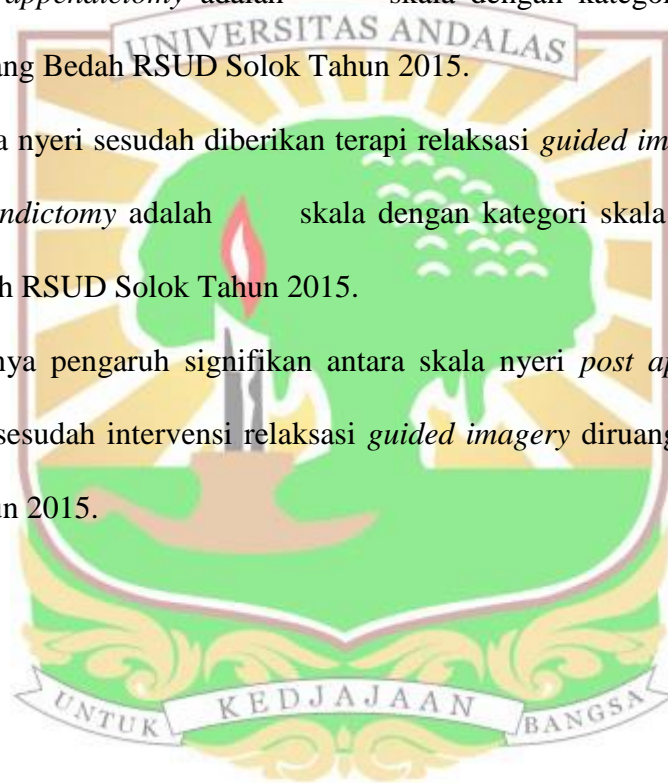 appendictomy adalah skala dengan kategori
UNIVERSITAS ANDALAS
ang Bedah RSUD Solok Tahun 2015.
a nyeri sesudah diberikan terapi relaksasi guided im
ndictomy adalah skala dengan kategori skala
h RSUD Solok Tahun 2015.
nya pengaruh signifikan antara skala nyeri post ap
sesudah intervensi relaksasi guided imagery diruang
un 2015.
UNTUK KEDJAJAAN BANGSA